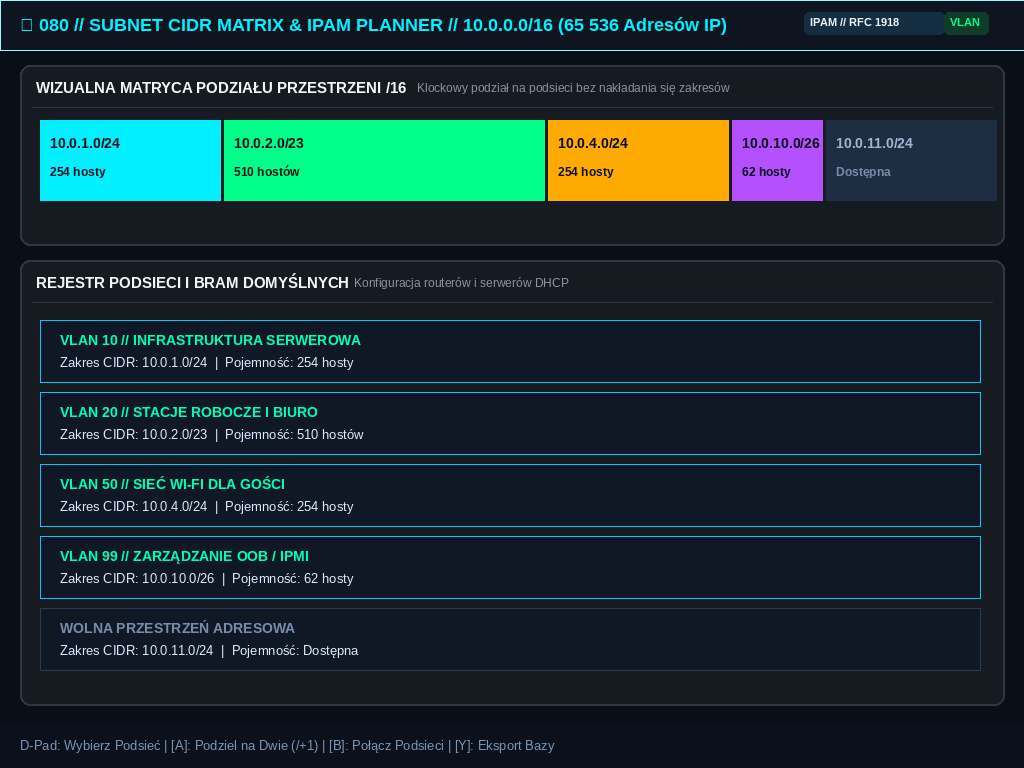 080 // SUBNET CIDR MATRIX & IPAM PLANNER // 10.0.0.0/16 (65 536 Adresów IP)
IPAM // RFC 1918
VLAN
WIZUALNA MATRYCA PODZIAŁU PRZESTRZENI /16 Klockowy podział na podsieci bez nakładania się zakresów
10.0.1.0/24
254 hosty
10.0.2.0/23
510 hostów
10.0.4.0/24
254 hosty
10.0.10.0/26
62 hosty
10.0.11.0/24
Dostępna
REJESTR PODSIECI I BRAM DOMYŚLNYCH Konfiguracja routerów i serwerów DHCP
VLAN 10 // INFRASTRUKTURA SERWEROWA
Zakres CIDR: 10.0.1.0/24 | Pojemność: 254 hosty
VLAN 20 // STACJE ROBOCZE I BIURO
Zakres CIDR: 10.0.2.0/23 | Pojemność: 510 hostów
VLAN 50 // SIEĆ WI-FI DLA GOŚCI
Zakres CIDR: 10.0.4.0/24 | Pojemność: 254 hosty
VLAN 99 // ZARZĄDZANIE OOB / IPMI
Zakres CIDR: 10.0.10.0/26 | Pojemność: 62 hosty
WOLNA PRZESTRZEŃ ADRESOWA
Zakres CIDR: 10.0.11.0/24 | Pojemność: Dostępna
D-Pad: Wybierz Podsieć | [A]: Podziel na Dwie (/+1) | [B]: Połącz Podsieci | [Y]: Eksport Bazy